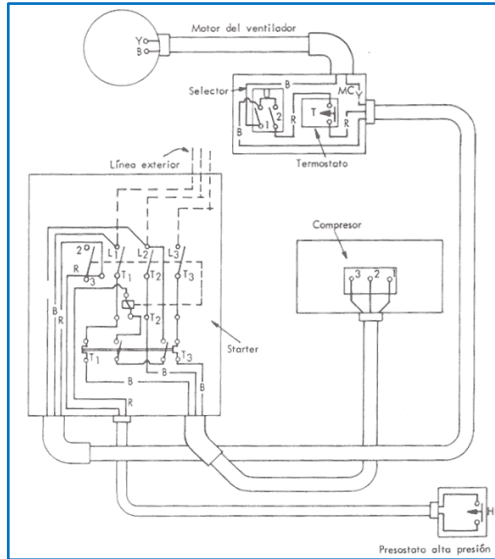 Motor del ventilador
Y
B
Selector
B
MC
Y
B
1
2
R
T
R
Termostato
Línea exterior
Compresor
3 2 1
2
L1
L2
L3
R
3
T1
T2
T3
B
R
T2
Starter
T1
T3
B
B
B
R
H
Presostato alta presión